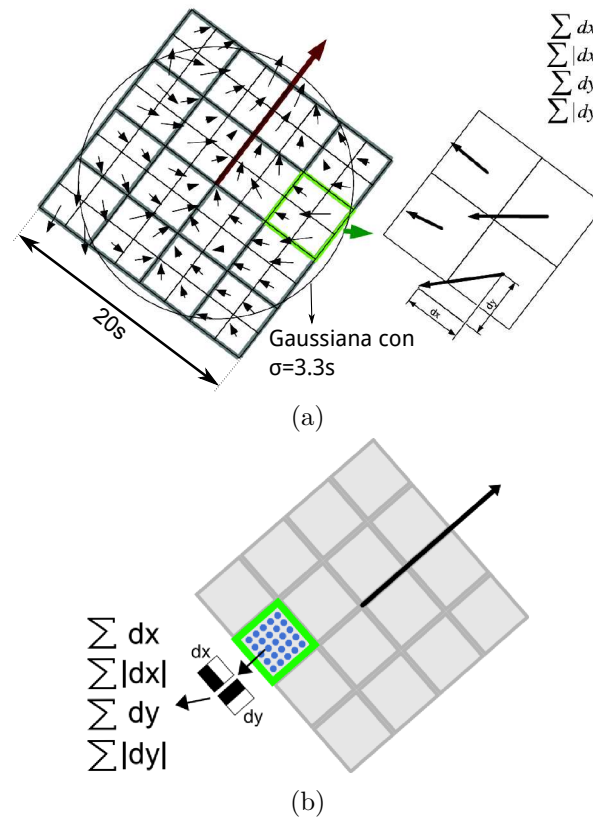 ∑ dx
∑ |dx
∑ dy
∑ |dy
20s
dx
dy
Gaussiana con
σ=3.3s
(a)
∑ dx
∑|dx|
∑ dy
∑|dy|
dx
dy
(b)